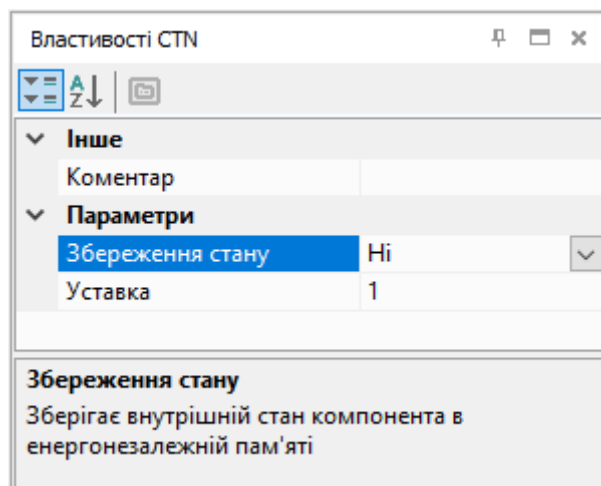 Властивості CTN
Інше
Коментар
Параметри
Збереження стану Ні
Уставка 1
Збереження стану
Зберігає внутрішній стан компонента в
енергонезалежній пам'яті